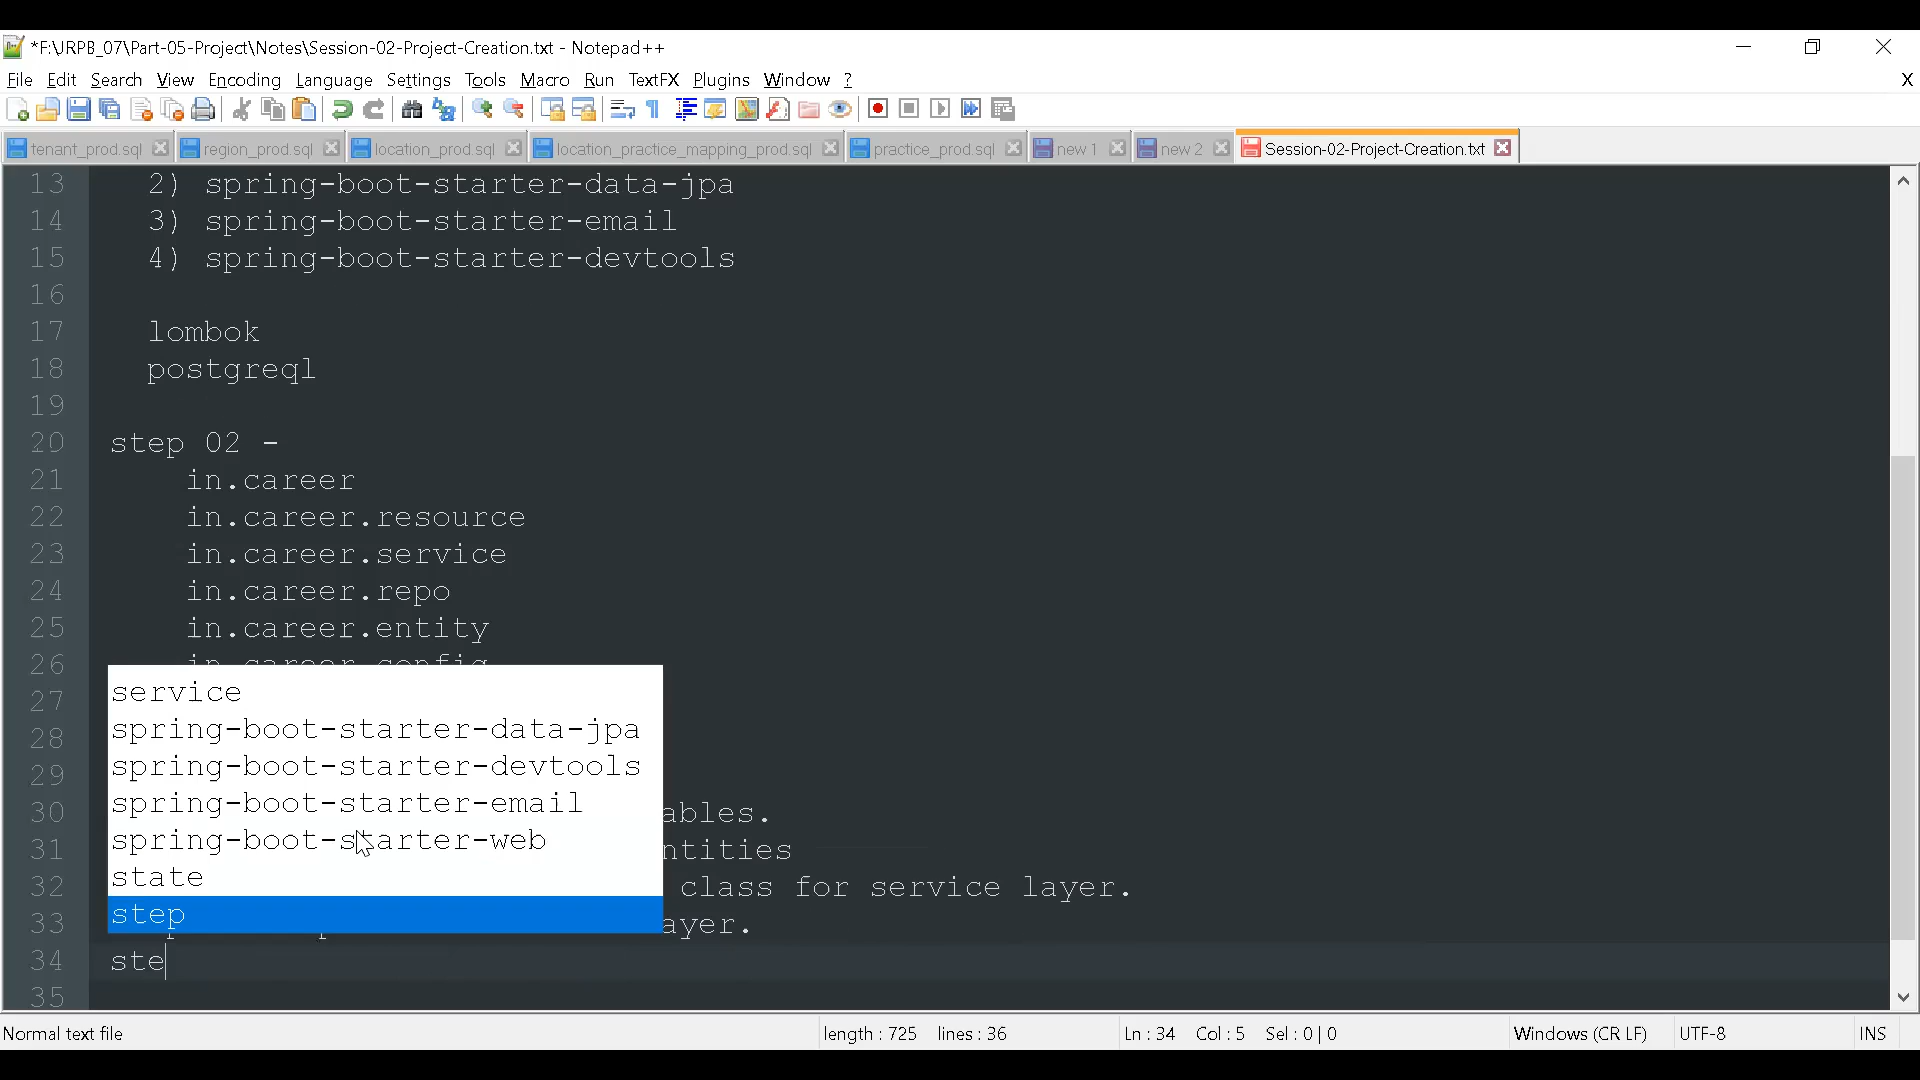 *F:\JRPB_07\Part-05-Project\Notes\Session-02-Project-Creation.txt - Notepad++
File Edit Search View Encoding Language Settings Tools Macro Run TextFX Plugins Window ? X
tenant_prod.sql region_prod.sql location_prod.sql location_practice_mapping_prod.sql practice_prod.sql new 1 new 2 Session-02-Project-Creation.txt
13 2) spring-boot-starter-data-jpa
14 3) spring-boot-starter-email
15 4) spring-boot-starter-devtools
16
17 lombok
18 postgreql
19
20 step 02 -
21 in.career
22 in.career.resource
23 in.career.service
24 in.career.repo
25 in.career.entity
26 in.career.config
27 service
28 spring-boot-starter-data-jpa
29 spring-boot-starter-devtools
30 spring-boot-starter-email ables.
31 spring-boot-starter-web ntities
32 state class for service layer.
33 step ayer.
34 ste
35
Normal text file length : 725 lines : 36 Ln : 34 Col : 5 Sel : 0 | 0 Windows (CR LF) UTF-8 INS